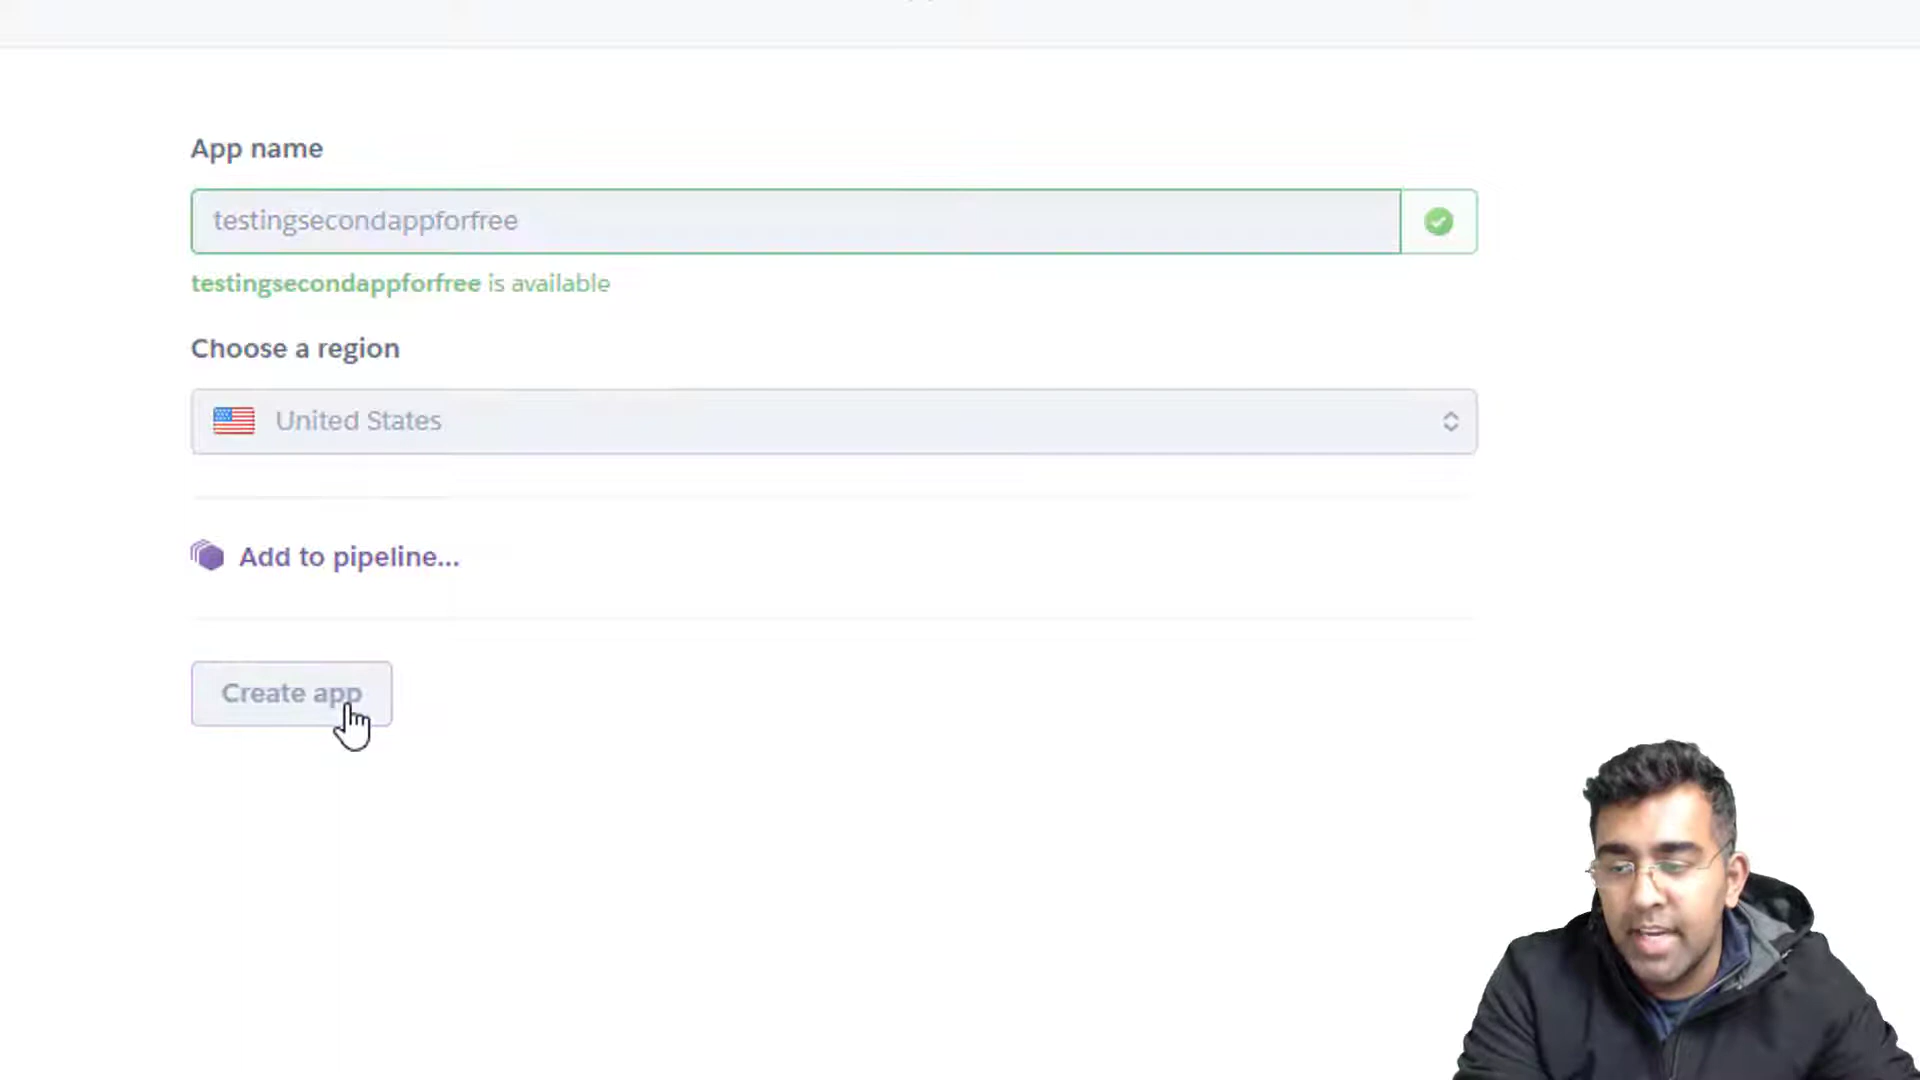 App name
testingsecondappforfree
testingsecondappforfree is available
Choose a region
United States
Add to pipeline...
Create app